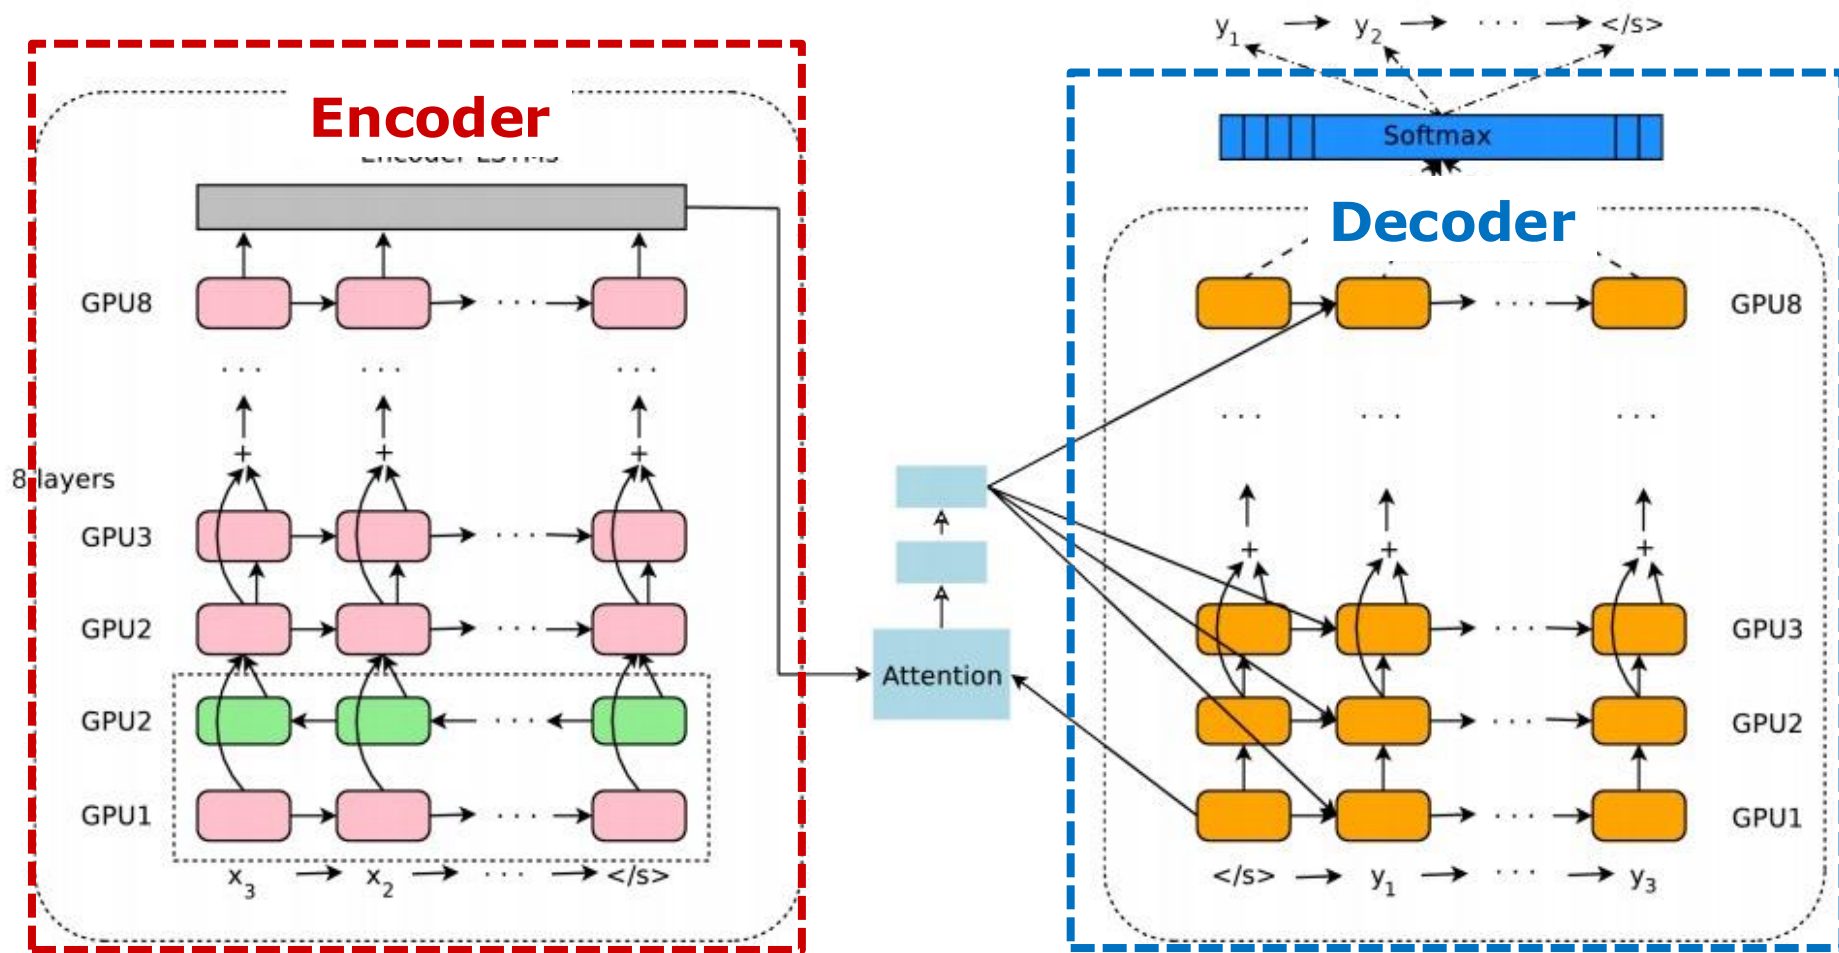 y1 y2 ... </s>
Encoder
Softmax
Decoder
GPU8
...
GPU8
... ... ...
... ... ...
+ + +
8 layers
GPU3
...
+ + +
GPU2
...
GPU3
...
GPU2
...
Attention
GPU2
...
GPU1
...
GPU1
...
x3 x2 ... </s>
</s> y1 ... y3